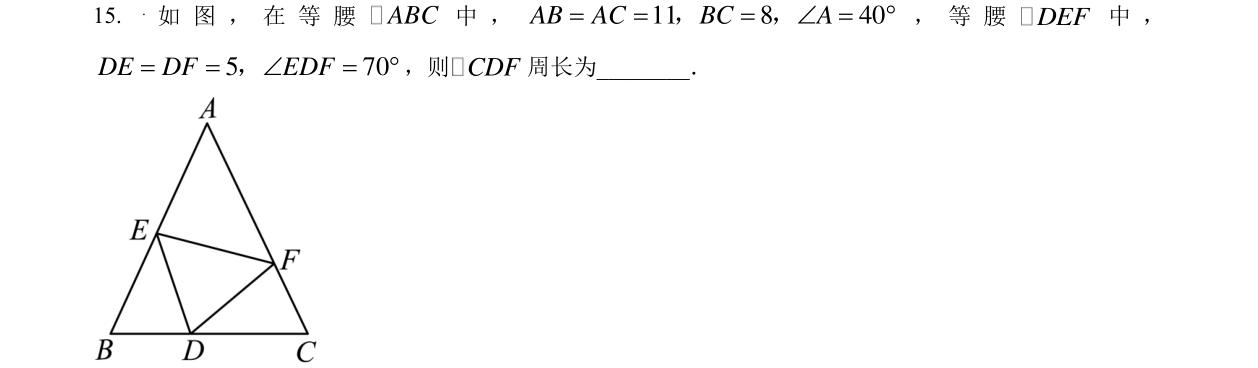 15. 如图，在等腰□ABC中，AB=AC=11，BC=8，∠A=40°，等腰□DEF中，
DE=DF=5，∠EDF=70°，则□CDF周长为________.
A
E
F
B
D
C